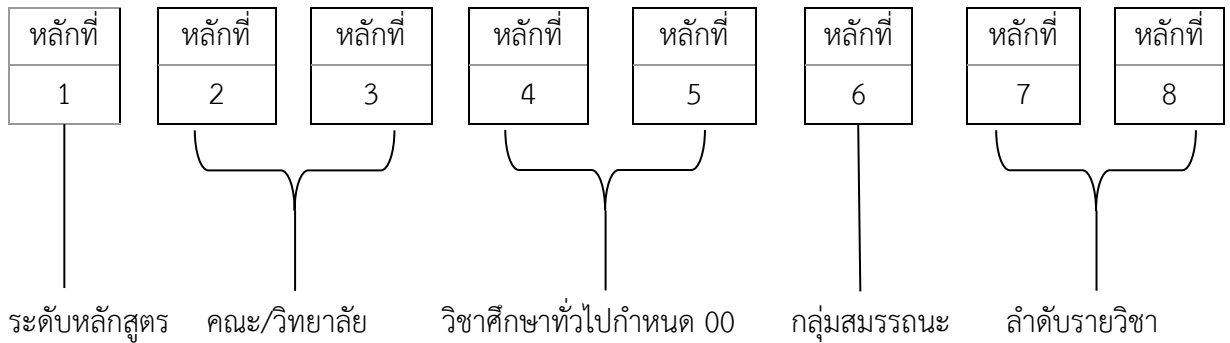 หลักที่ หลักที่ หลักที่ หลักที่ หลักที่ หลักที่ หลักที่ หลักที่
1 2 3 4 5 6 7 8
ระดับหลักสูตร คณะ/วิทยาลัย วิชาศึกษาทั่วไปกำหนด 00 กลุ่มสมรรถนะ ลำดับรายวิชา